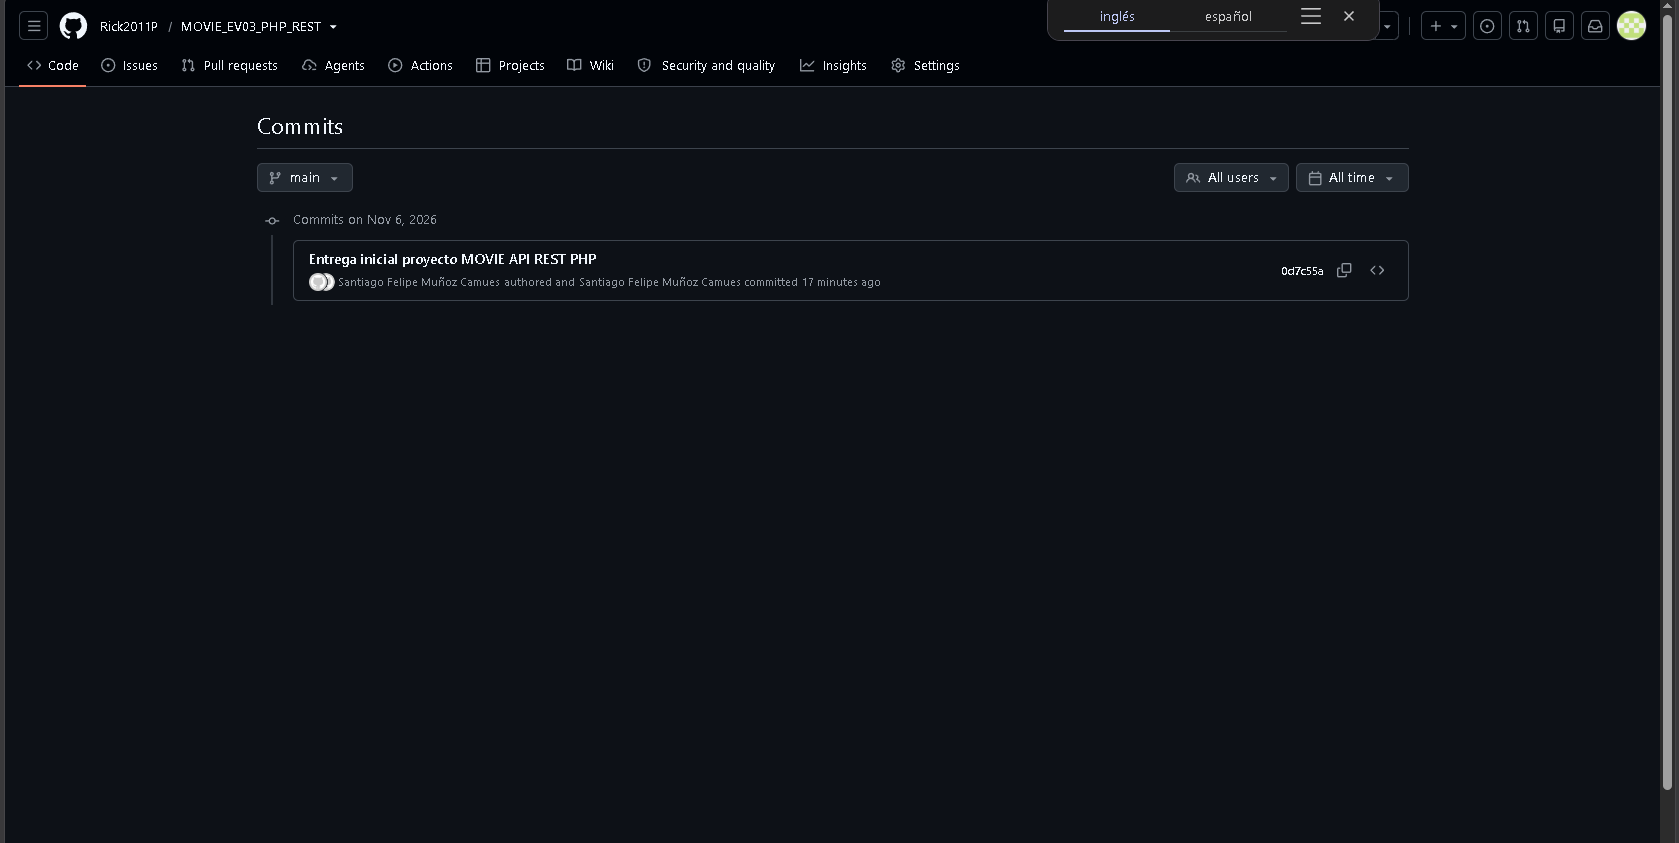 Rick2011P / MOVIE_EV03_PHP_REST
inglés español
Code Issues Pull requests Agents Actions Projects Wiki Security and quality Insights Settings
Commits
main All users All time
Commits on Nov 6, 2026
Entrega inicial proyecto MOVIE API REST PHP
Santiago Felipe Muñoz Camues authored and Santiago Felipe Muñoz Camues committed 17 minutes ago
0d7c55a